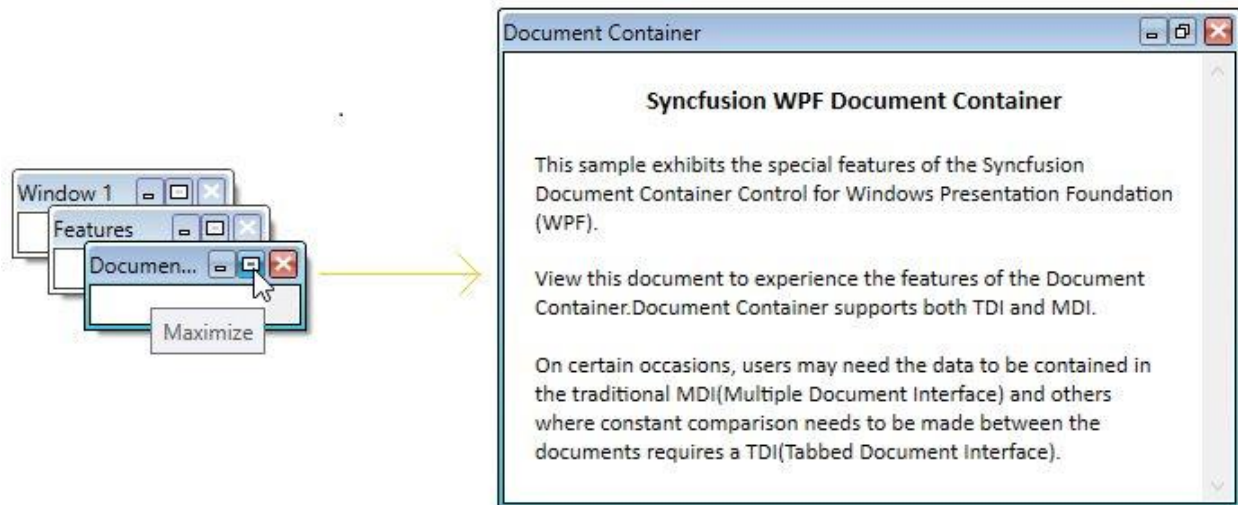 Window 1
Features
Documen...
Maximize
Document Container
Syncfusion WPF Document Container
This sample exhibits the special features of the Syncfusion
Document Container Control for Windows Presentation Foundation
(WPF).
View this document to experience the features of the Document
Container.Document Container supports both TDI and MDI.
On certain occasions, users may need the data to be contained in
the traditional MDI(Multiple Document Interface) and others
where constant comparison needs to be made between the
documents requires a TDI(Tabbed Document Interface).